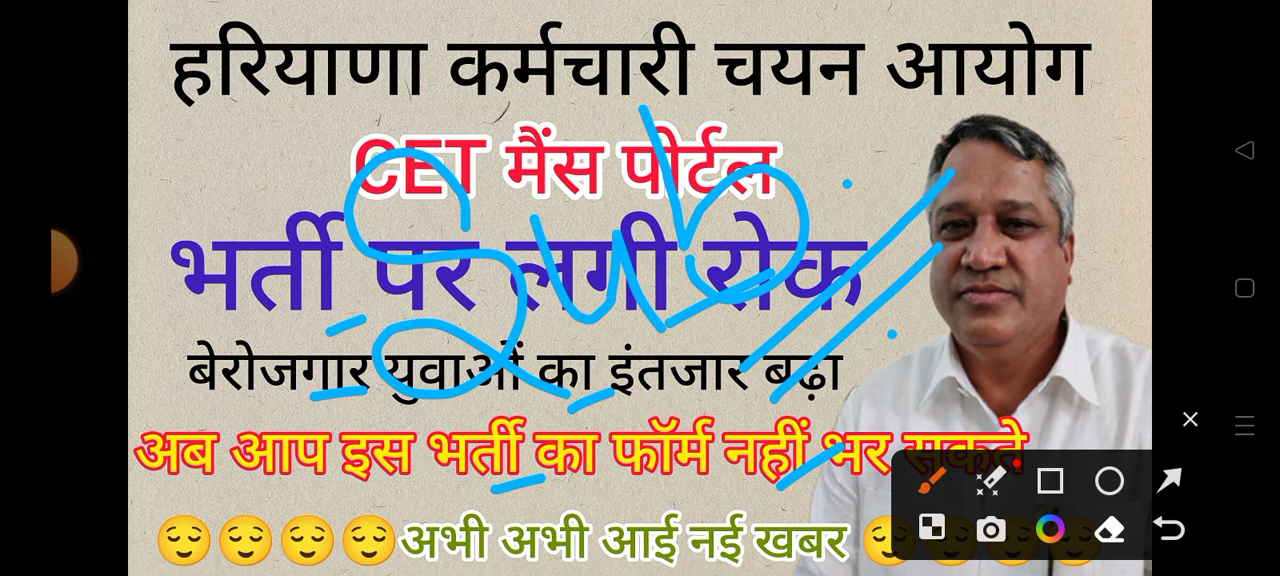 हरियाणा कर्मचारी चयन आयोग
CET मैंस पोर्टल
भर्ती पर लगी रोक
बेरोजगार युवाओं का इंतजार बढ़ा
अब आप इस भर्ती का फॉर्म नहीं भर सकते
अभी अभी आई नई खबर